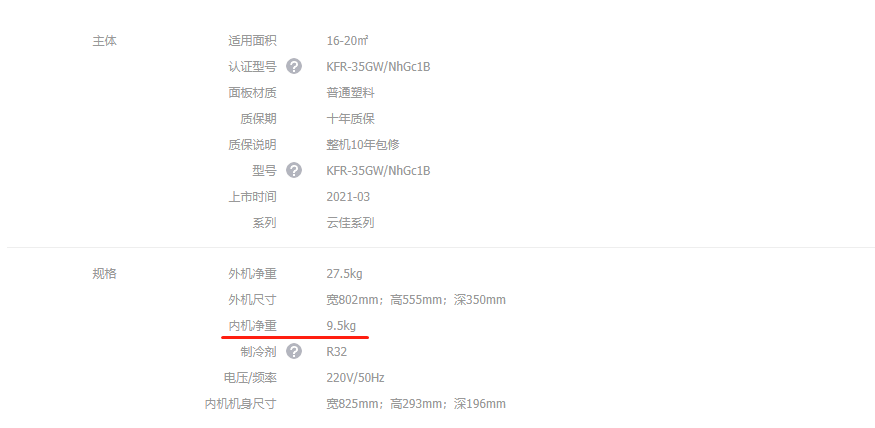 主体 适用面积 16-20㎡
认证型号 ? KFR-35GW/NhGc1B
面板材质 普通塑料
质保期 十年质保
质保说明 整机10年包修
型号 ? KFR-35GW/NhGc1B
上市时间 2021-03
系列 云佳系列
规格 外机净重 27.5kg
外机尺寸 宽802mm；高555mm；深350mm
内机净重 9.5kg
制冷剂 ? R32
电压/频率 220V/50Hz
内机机身尺寸 宽825mm；高293mm；深196mm